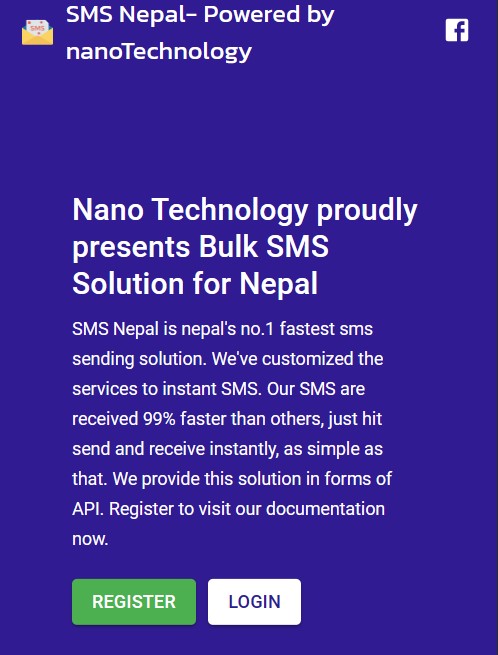 SMS Nepal- Powered by
nanoTechnology
SMS
Nano Technology proudly
presents Bulk SMS
Solution for Nepal
SMS Nepal is nepal's no.1 fastest sms
sending solution. We've customized the
services to instant SMS. Our SMS are
received 99% faster than others, just hit
send and receive instantly, as simple as
that. We provide this solution in forms of
API. Register to visit our documentation
now.
REGISTER LOGIN